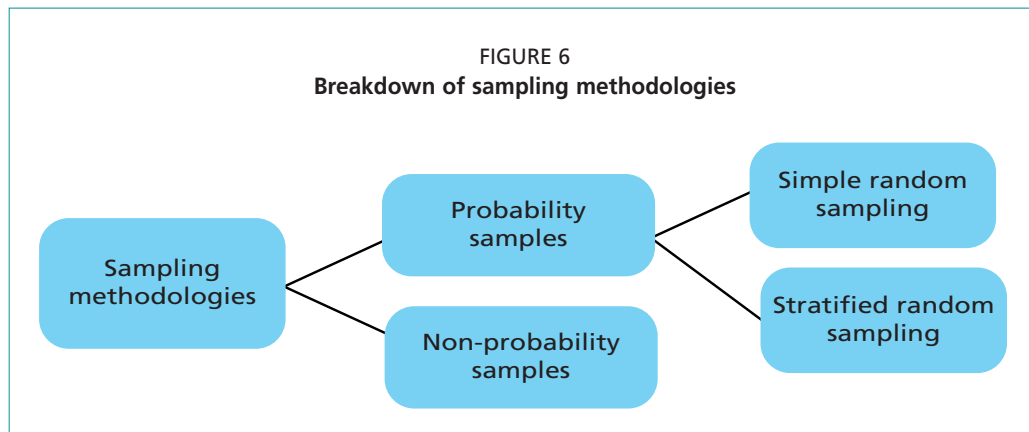 FIGURE 6
Breakdown of sampling methodologies
Sampling
methodologies
Probability
samples
Non-probability
samples
Simple random
sampling
Stratified random
sampling